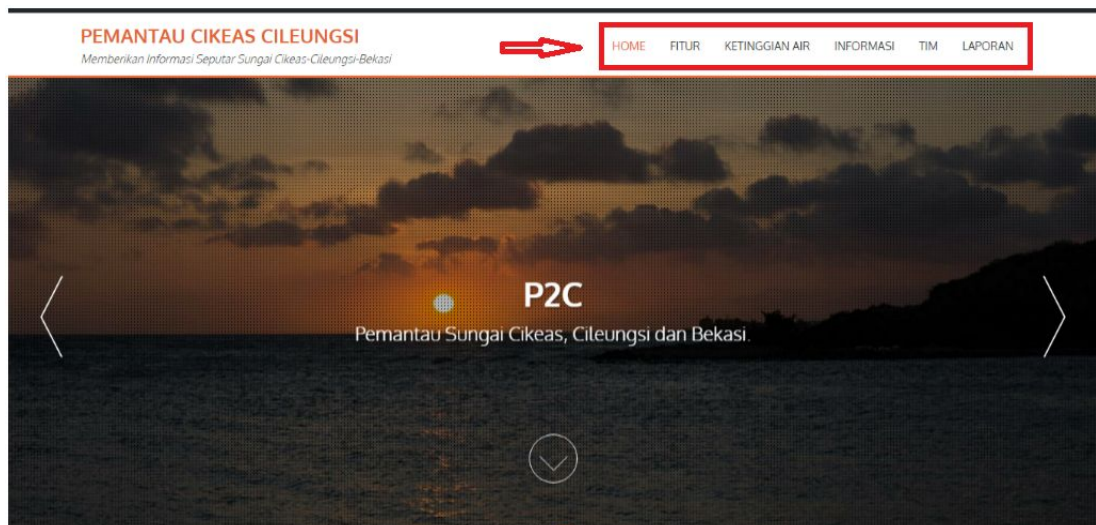 PEMANTAU CIKEAS CILEUNGSI
Memberikan Informasi Seputar Sungai Cikeas-Cileungsi-Bekasi
HOME FITUR KETINGGIAN AIR INFORMASI TIM LAPORAN
P2C
Pemantau Sungai Cikeas, Cileungsi dan Bekasi.